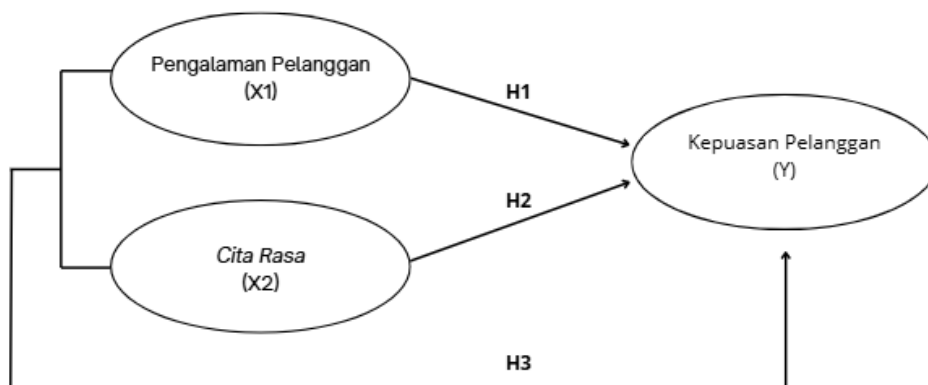 Pengalaman Pelanggan
(X1)
H1
Kepuasan Pelanggan
(Y)
H2
Cita Rasa
(X2)
H3